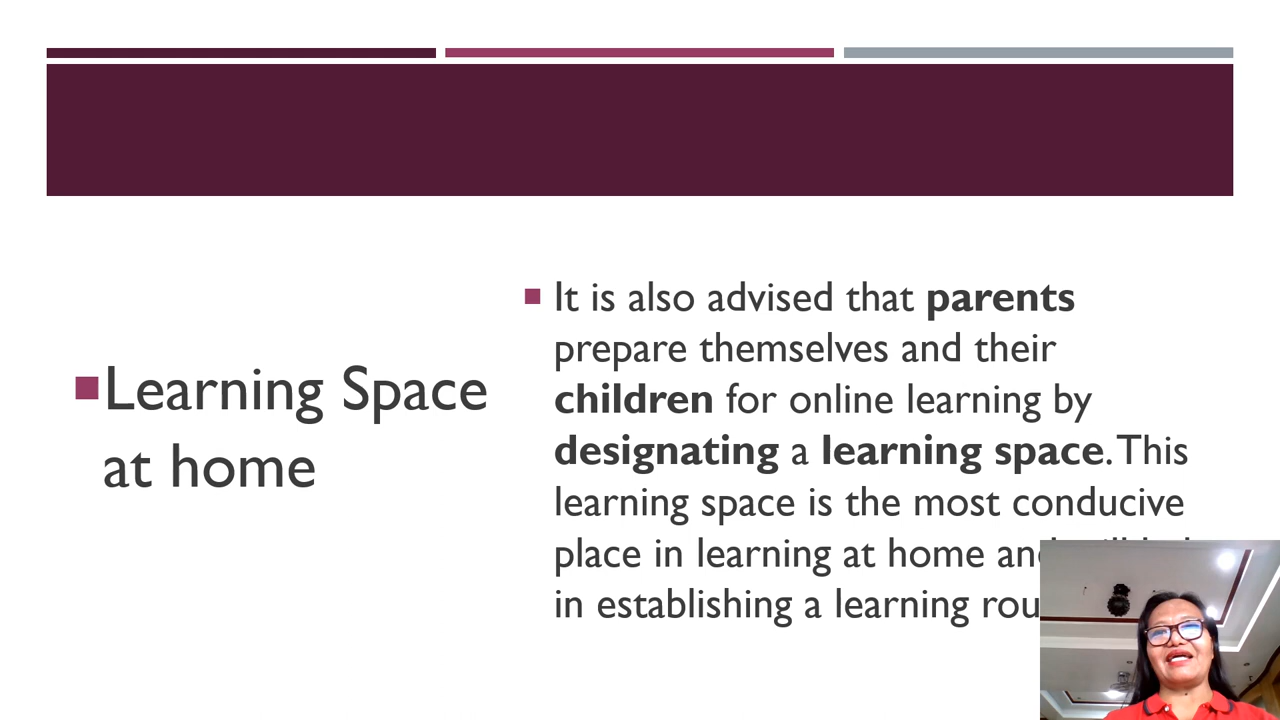 Learning Space
at home
It is also advised that parents
prepare themselves and their
children for online learning by
designating a learning space. This
learning space is the most conducive
place in learning at home
in establishing a learning